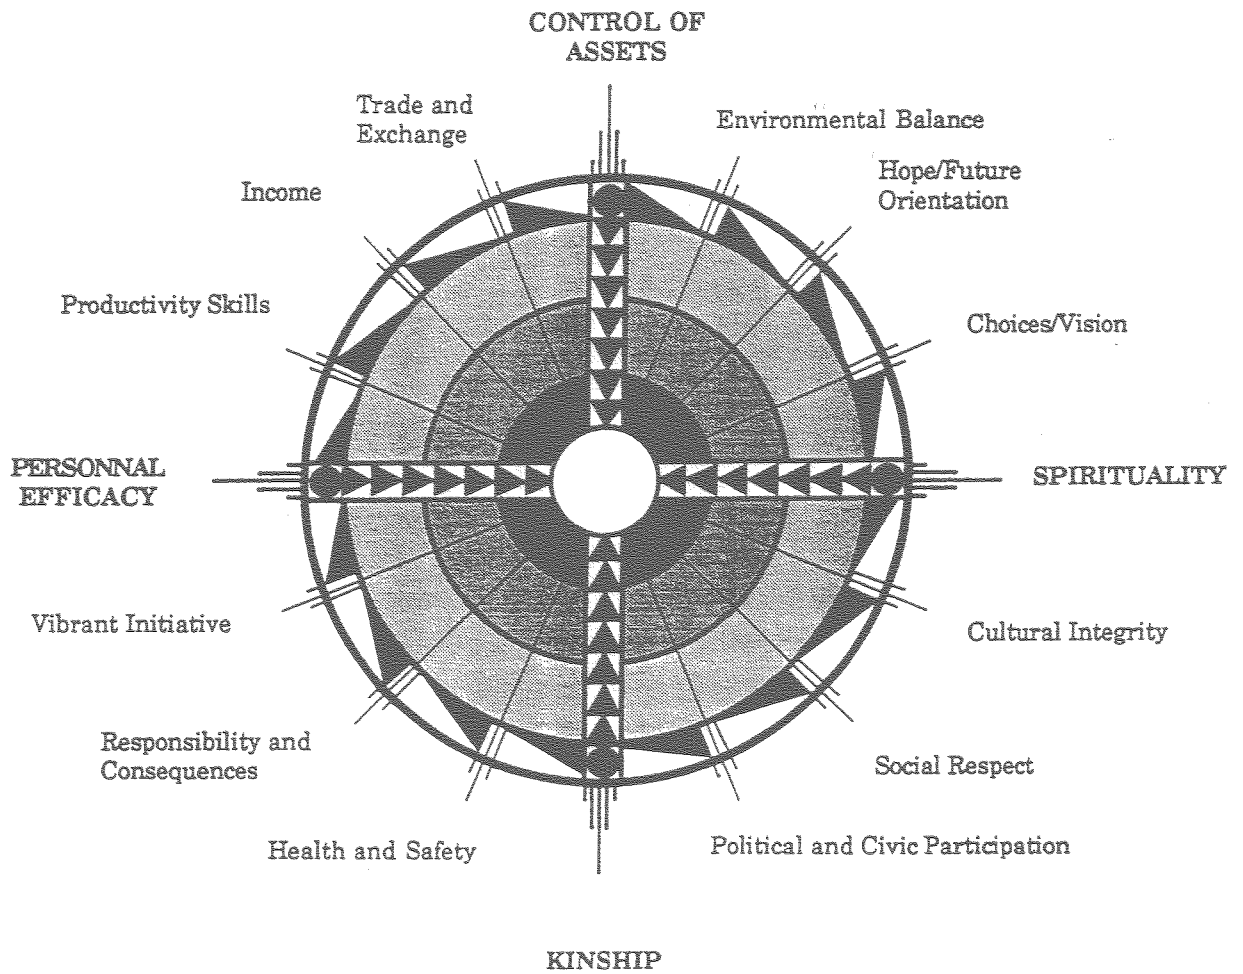 CONTROL OF
ASSETS
Trade and
Exchange
Environmental Balance
Hope/Future
Orientation
Income
Productivity Skills
Choices/Vision
PERSONNAL
EFFICACY
SPIRITUALITY
Vibrant Initiative
Cultural Integrity
Responsibility and
Consequences
Social Respect
Health and Safety
Political and Civic Participation
KINSHIP